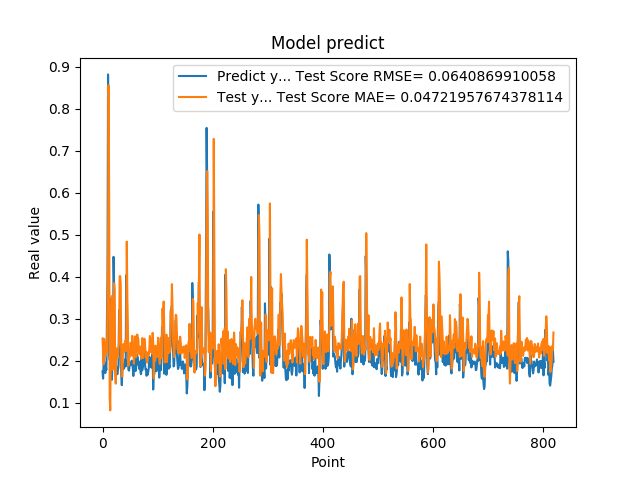 Model predict
Predict y... Test Score RMSE= 0.0640869910058
Test y... Test Score MAE= 0.04721957674378114
Real value
0.9
0.8
0.7
0.6
0.5
0.4
0.3
0.2
0.1
0 200 400 600 800
Point